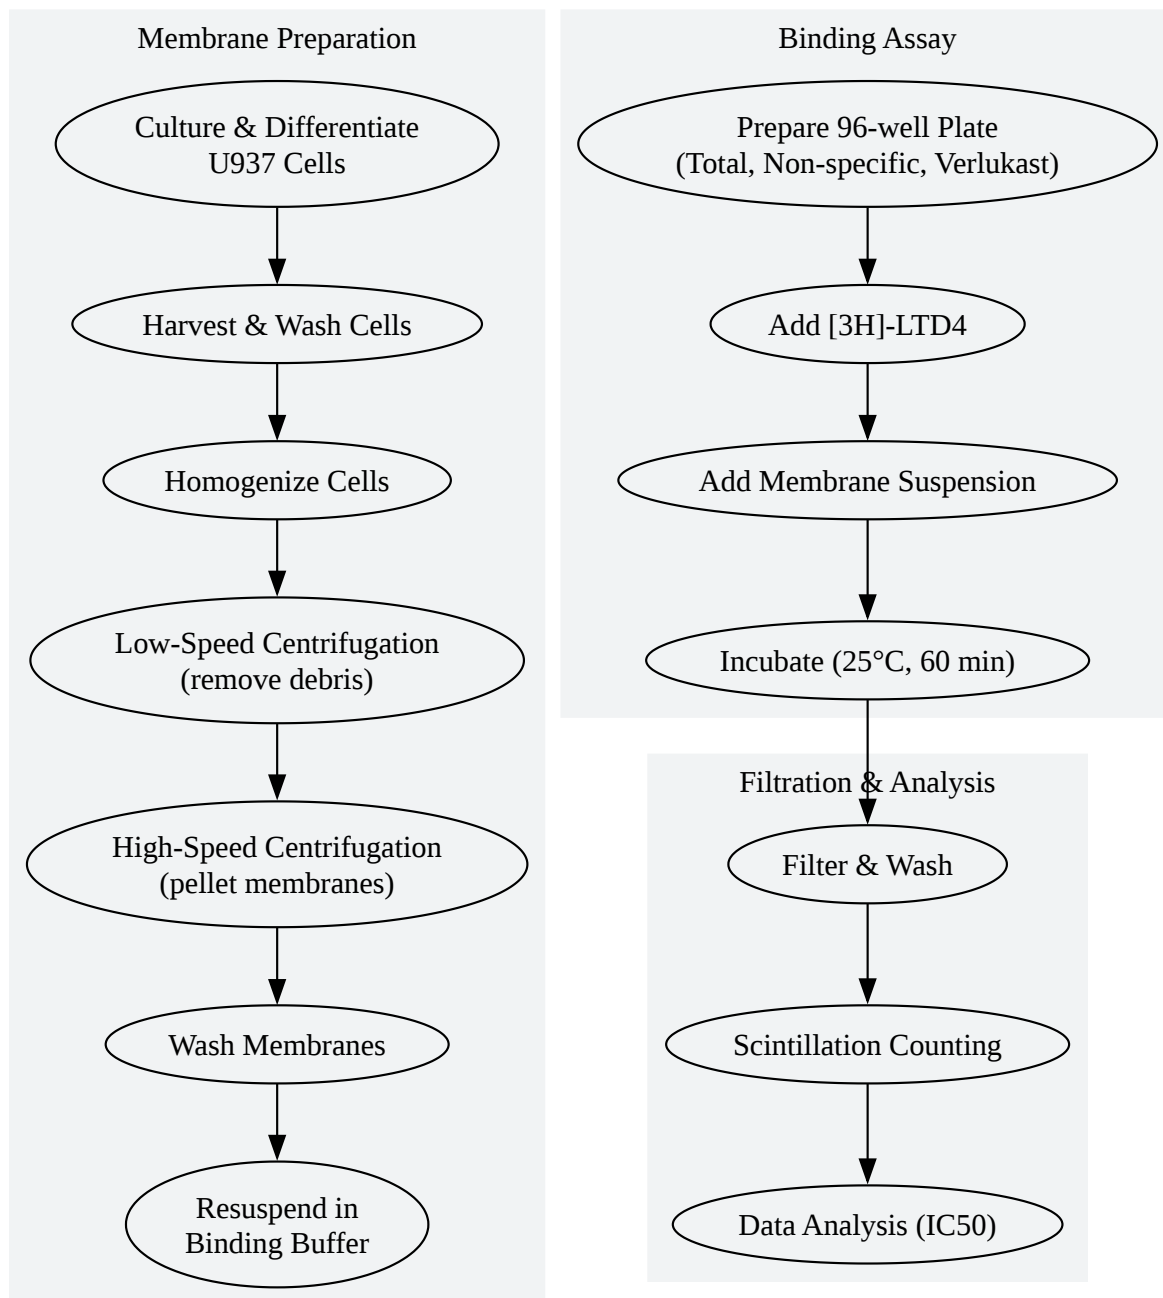 Membrane Preparation
Culture & Differentiate
U937 Cells
Harvest & Wash Cells
Homogenize Cells
Low-Speed Centrifugation
(remove debris)
High-Speed Centrifugation
(pellet membranes)
Wash Membranes
Resuspend in
Binding Buffer
Binding Assay
Prepare 96-well Plate
(Total, Non-specific, Verlukast)
Add [3H]-LTD4
Add Membrane Suspension
Incubate (25°C, 60 min)
Filtration & Analysis
Filter & Wash
Scintillation Counting
Data Analysis (IC50)